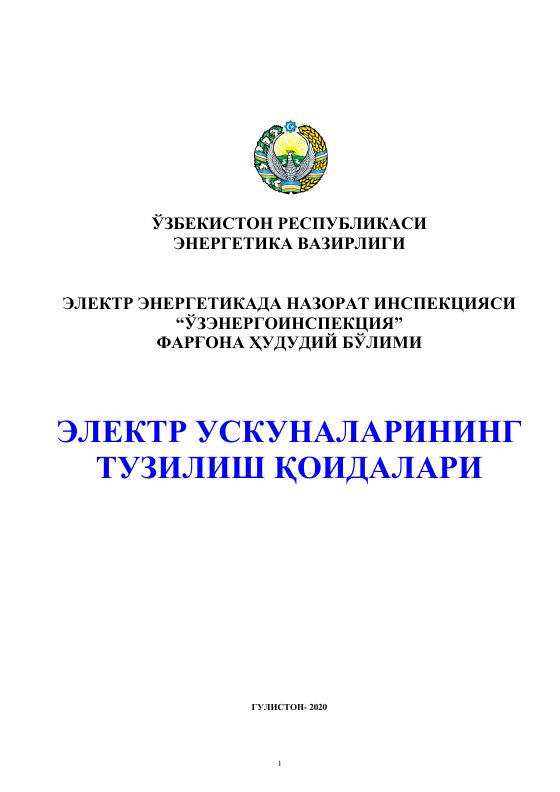 ЎЗБЕКИСТОН РЕСПУБЛИКАСИ
ЭНЕРГЕТИКА ВАЗИРЛИГИ
ЭЛЕКТР ЭНЕРГЕТИКАДА НАЗОРАТ ИНСПЕКЦИЯСИ
“ЎЗЭНЕРГОИНСПЕКЦИЯ”
ФАРҒОНА ҲУДУДИЙ БЎЛИМИ
ЭЛЕКТР УСКУНАЛАРИНИНГ
ТУЗИЛИШ ҚОИДАЛАРИ
ГУЛИСТОН- 2020
1